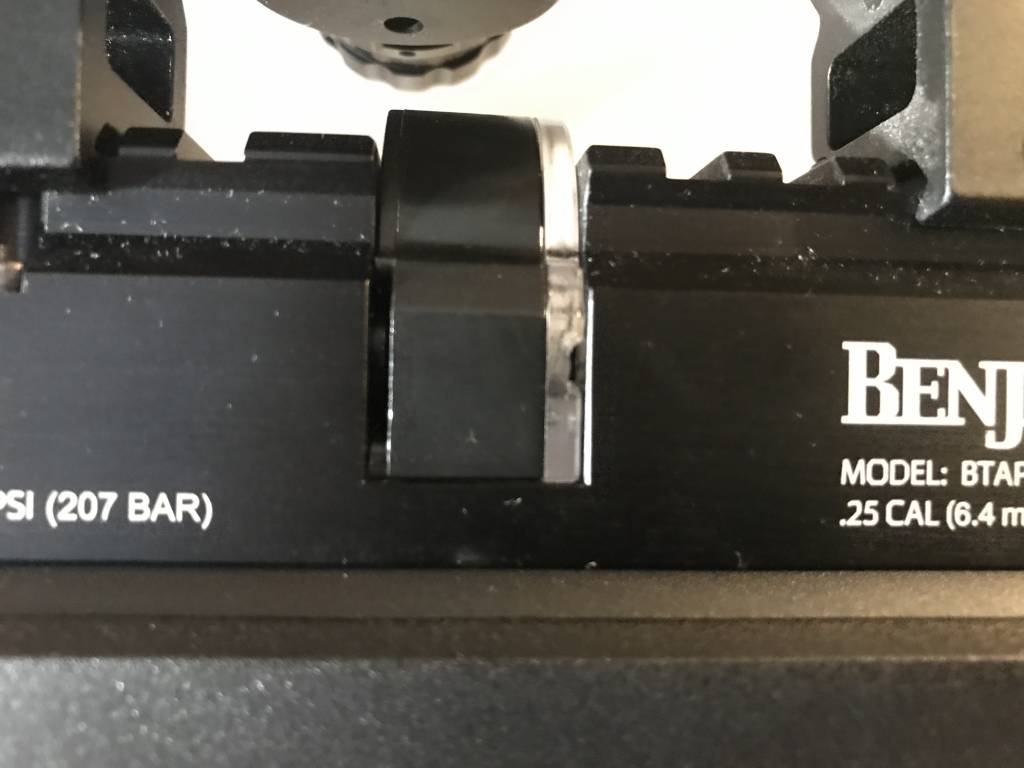 PSI (207 BAR)
BENJ
MODEL: BTAP
.25 CAL (6.4 m